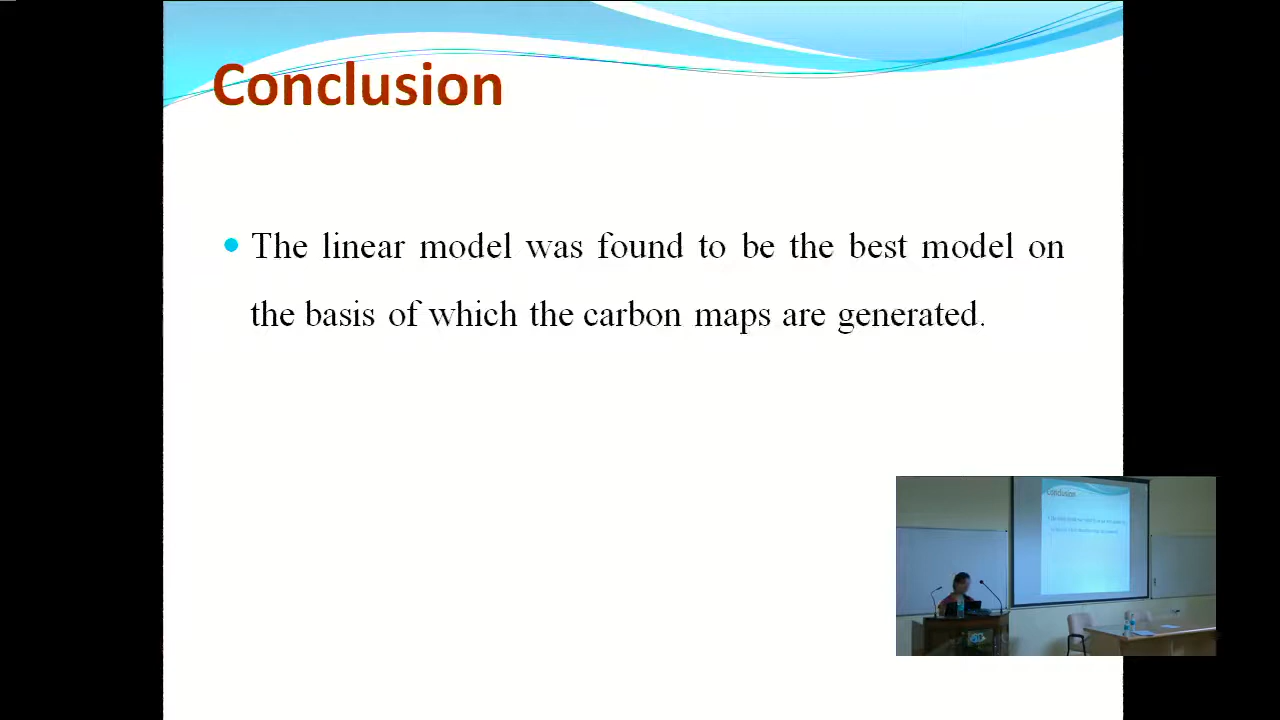 Conclusion
The linear model was found to be the best model on
the basis of which the carbon maps are generated.
Conclusion